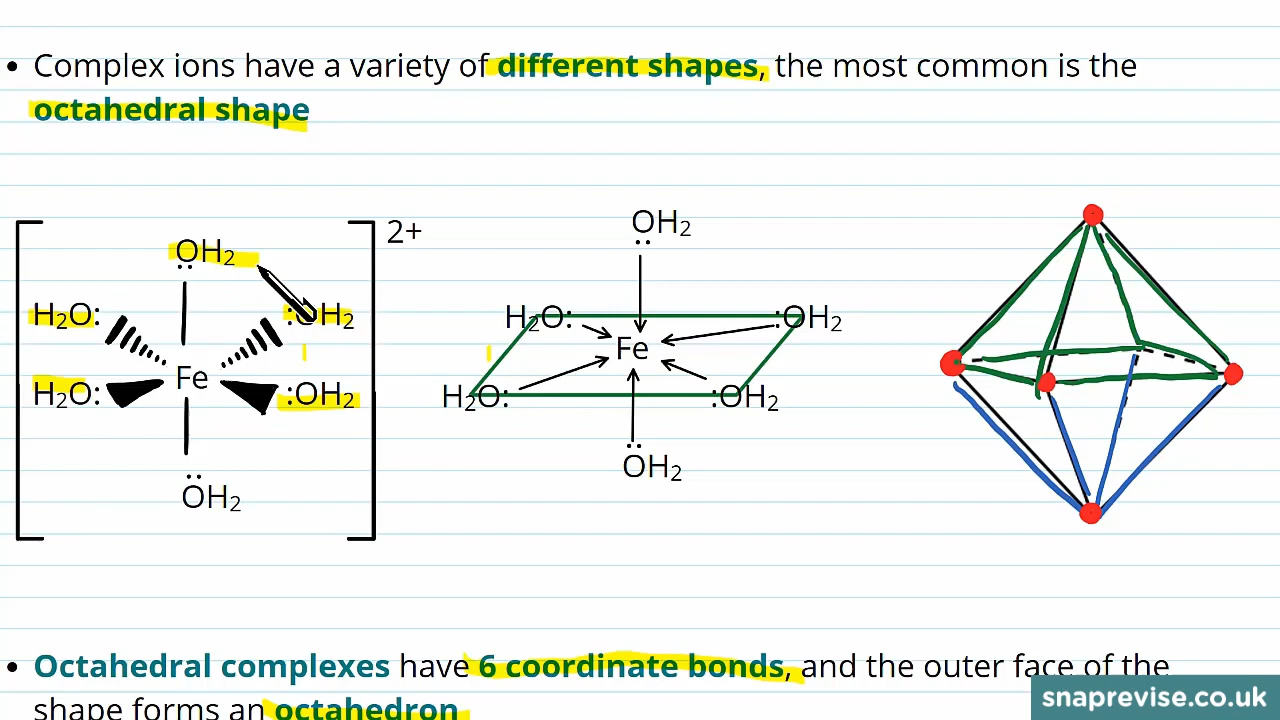 • Complex ions have a variety of different shapes, the most common is the
octahedral shape
2+
OH₂
H₂O: :OH₂
Fe
H₂O: :OH₂
OH₂
OH₂
H₂O: :OH₂
Fe
H₂O: :OH₂
OH₂
• Octahedral complexes have 6 coordinate bonds, and the outer face of the
shape forms an octahedron
snaprevise.co.uk